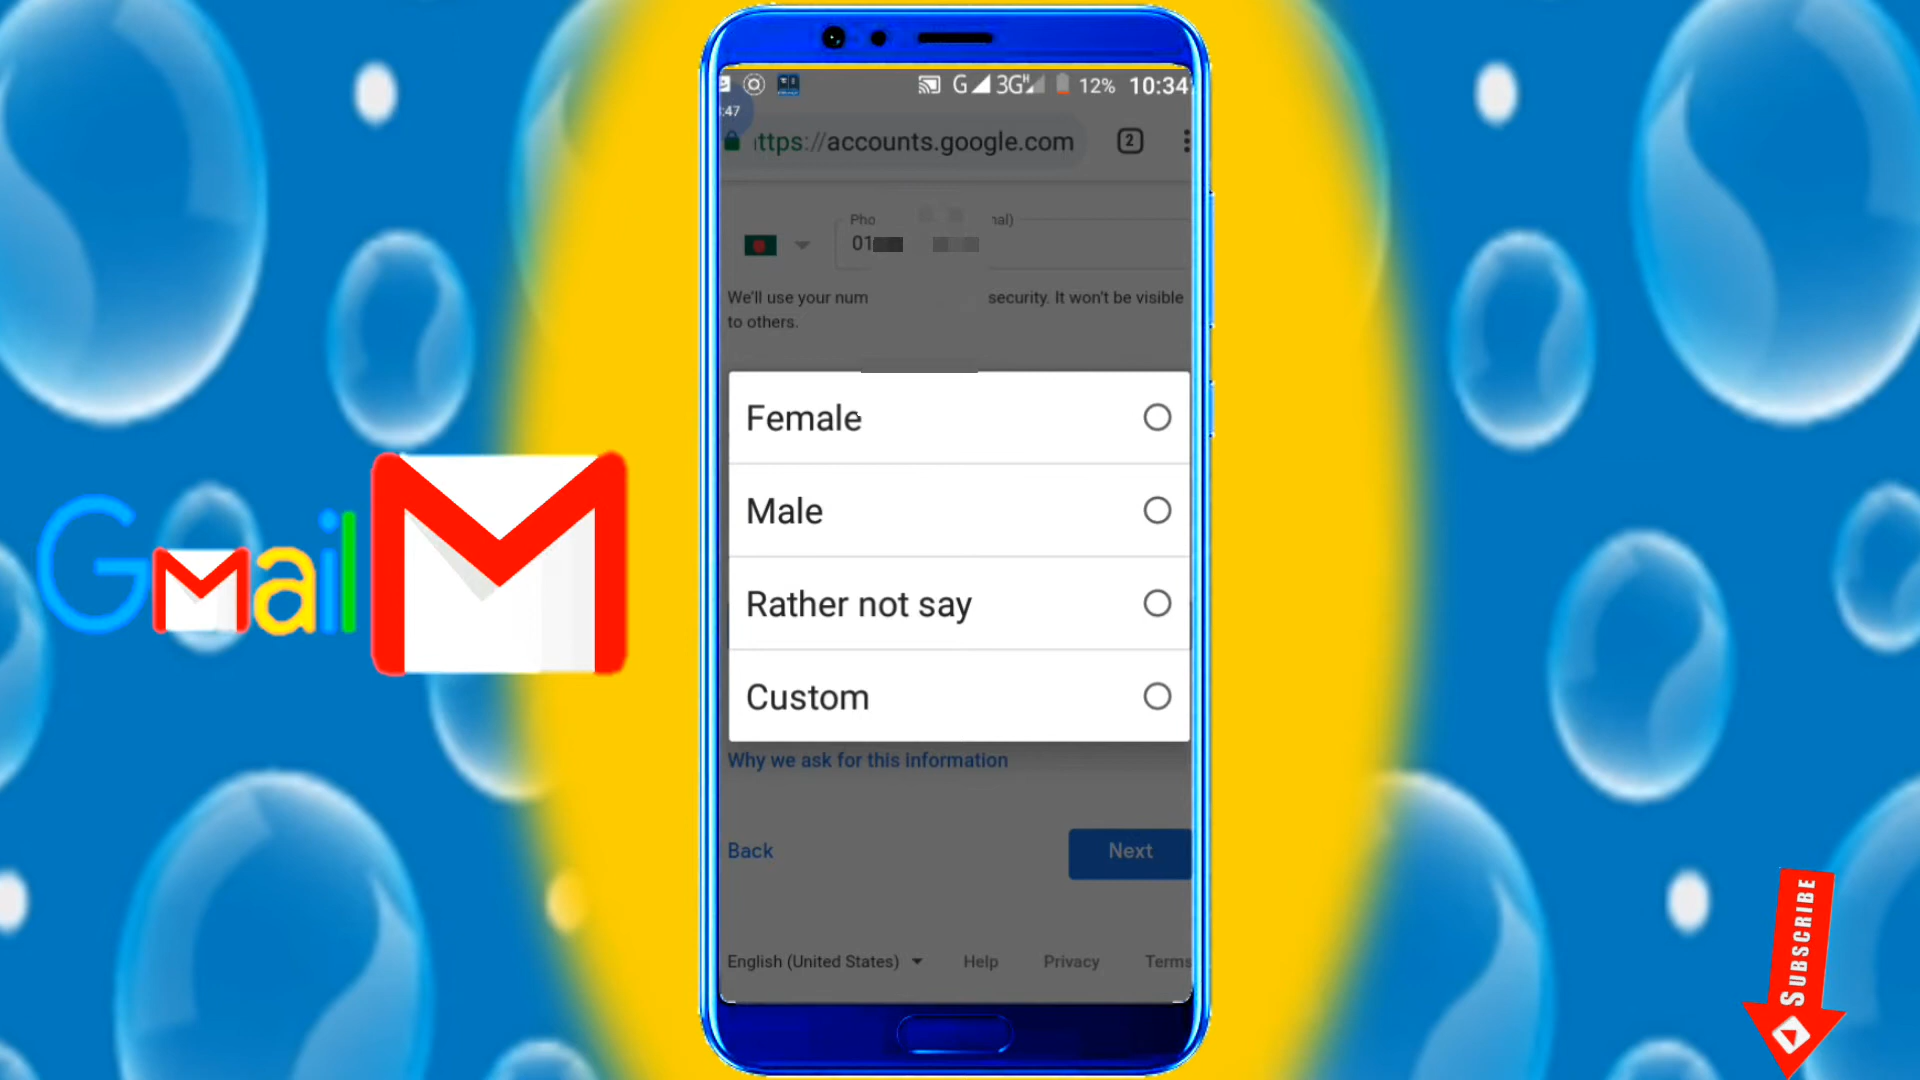 G 3G H 12% 10:34
:47
ttps://accounts.google.com 2
Pho nal)
01
We'll use your num security. It won't be visible
to others.
Female
Male
Rather not say
Custom
Why we ask for this information
Back Next
English (United States) Help Privacy Terms
Gmail
SUBSCRIBE